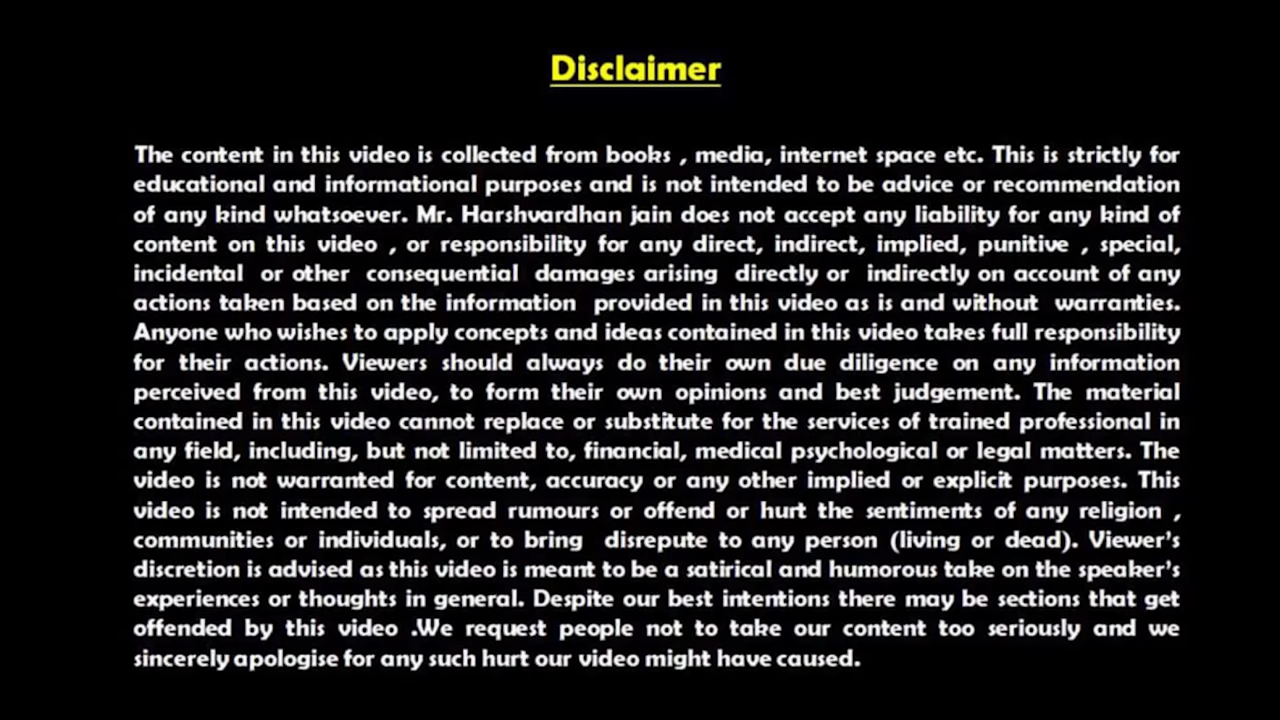 Disclaimer
The content in this video is collected from books , media, internet space etc. This is strictly for
educational and informational purposes and is not intended to be advice or recommendation
of any kind whatsoever. Mr. Harshvardhan jain does not accept any liability for any kind of
content on this video , or responsibility for any direct, indirect, implied, punitive , special,
incidental or other consequential damages arising directly or indirectly on account of any
actions taken based on the information provided in this video as is and without warranties.
Anyone who wishes to apply concepts and ideas contained in this video takes full responsibility
for their actions. Viewers should always do their own due diligence on any information
perceived from this video, to form their own opinions and best judgement. The material
contained in this video cannot replace or substitute for the services of trained professional in
any field, including, but not limited to, financial, medical psychological or legal matters. The
video is not warranted for content, accuracy or any other implied or explicit purposes. This
video is not intended to spread rumours or offend or hurt the sentiments of any religion ,
communities or individuals, or to bring disrepute to any person (living or dead). Viewer's
discretion is advised as this video is meant to be a satirical and humorous take on the speaker's
experiences or thoughts in general. Despite our best intentions there may be sections that get
offended by this video .We request people not to take our content too seriously and we
sincerely apologise for any such hurt our video might have caused.